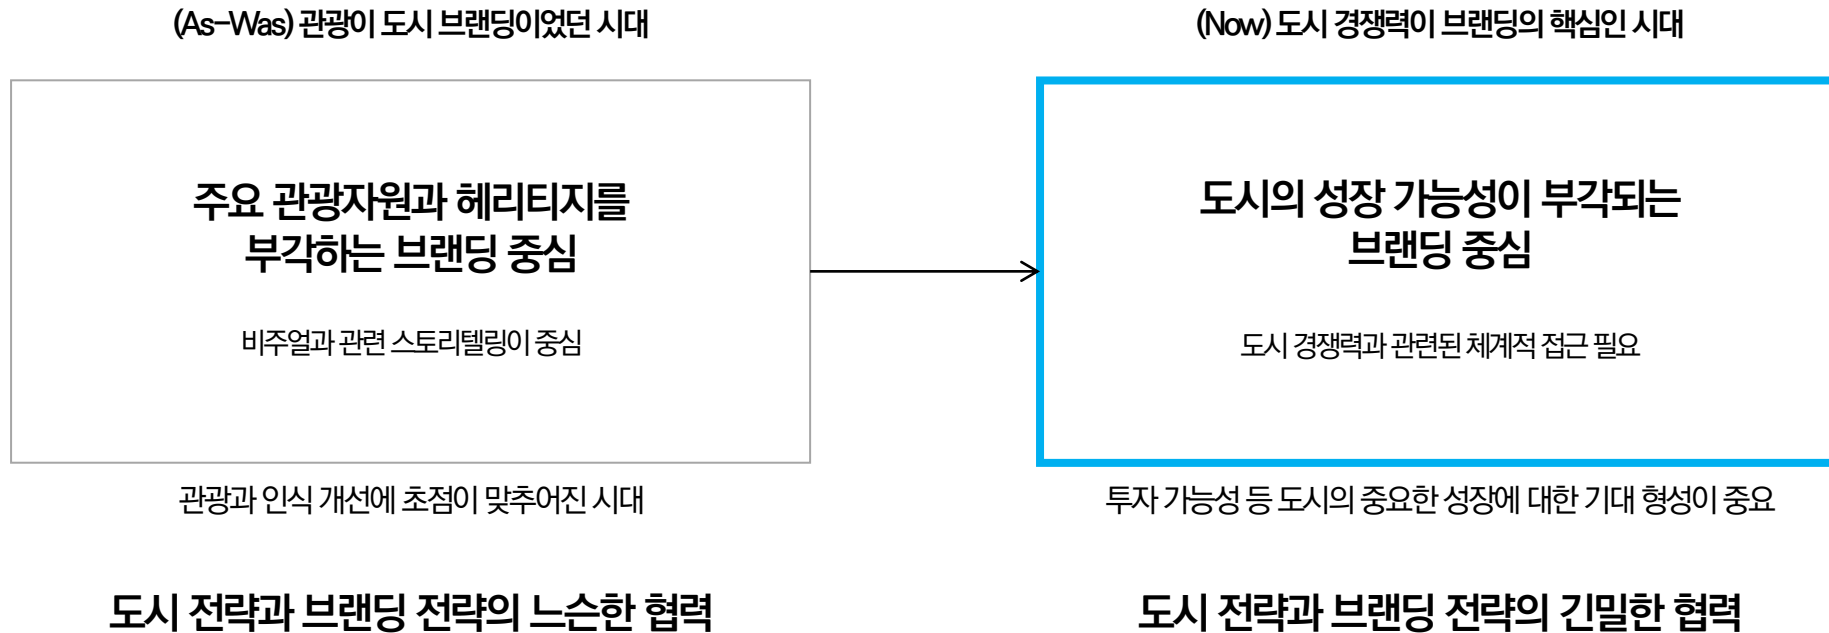 (As-Was) 관광이 도시 브랜딩이었던 시대
주요 관광자원과 헤리티지를
부각하는 브랜딩 중심
비주얼과 관련 스토리텔링이 중심
관광과 인식 개선에 초점이 맞추어진 시대
도시 전략과 브랜딩 전략의 느슨한 협력
(Now) 도시 경쟁력이 브랜딩의 핵심인 시대
도시의 성장 가능성이 부각되는
브랜딩 중심
도시 경쟁력과 관련된 체계적 접근 필요
투자 가능성 등 도시의 중요한 성장에 대한 기대 형성이 중요
도시 전략과 브랜딩 전략의 긴밀한 협력